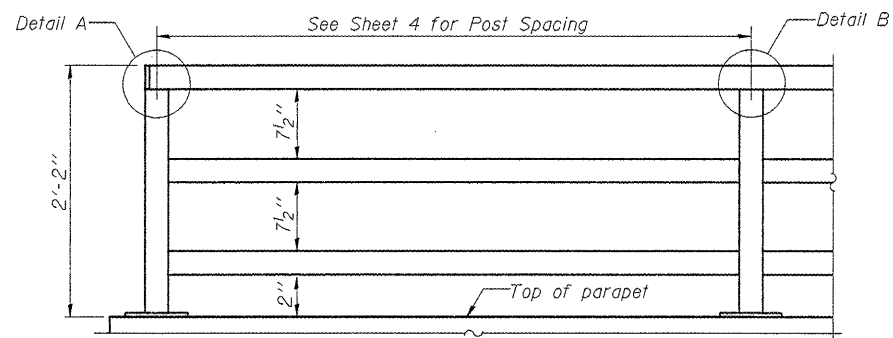 Detail A
See Sheet 4 for Post Spacing
Detail B
7½"
2'-2"
7½"
2"
Top of parapet